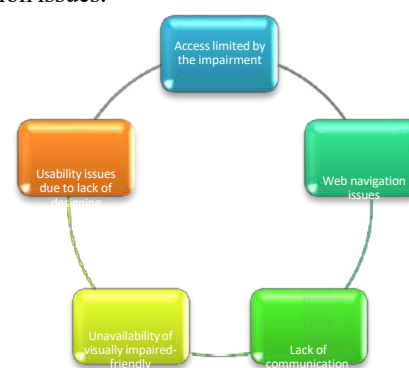 Access limited by
the impairment
Web navigation
issues
Lack of
communication
Unavailability of
visually impaired-
friendly
Usability issues
due to lack of
designing